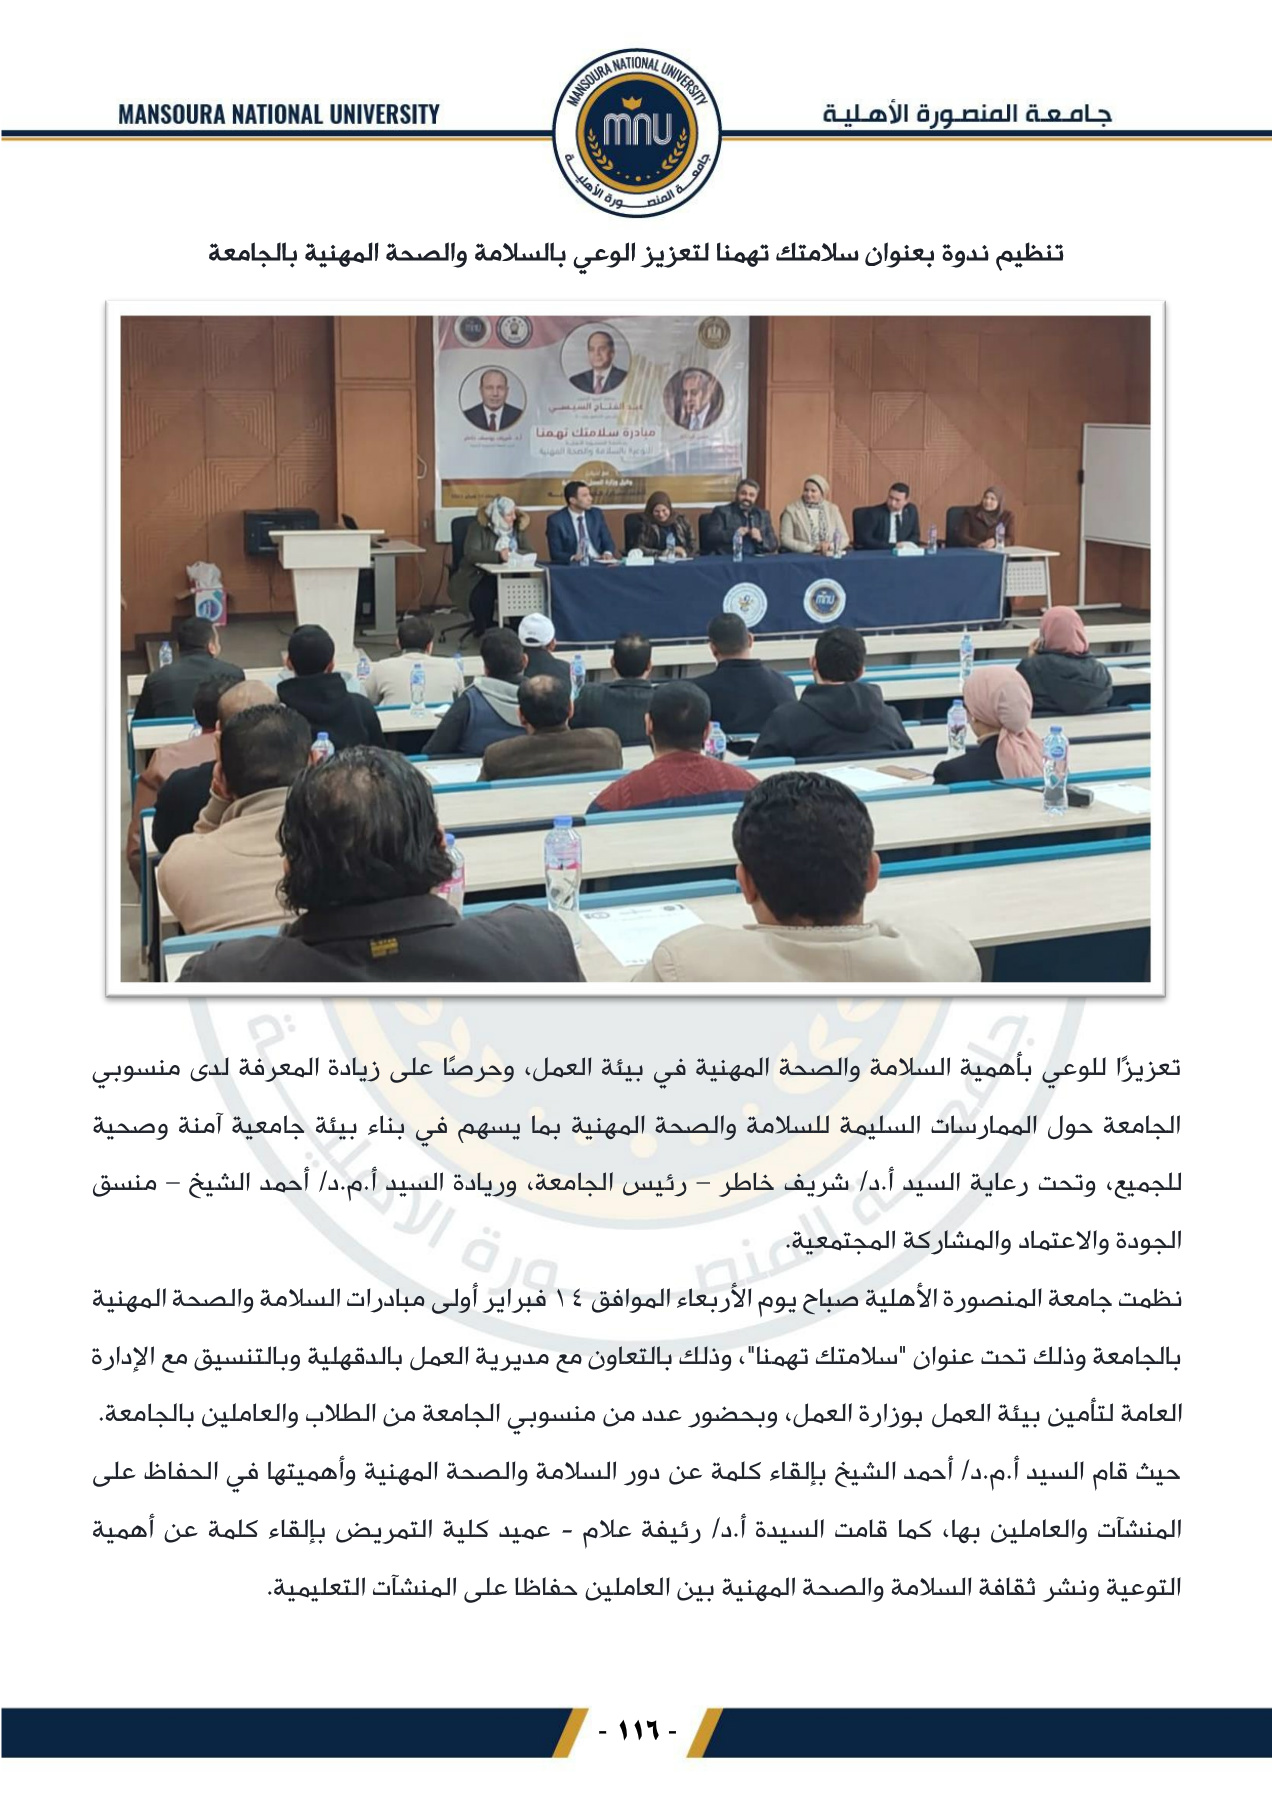 MANSOURA NATIONAL UNIVERSITY
جامعة المنصورة الأهلية
MANSOURA NATIONAL UNIVERSITY
mnu
جامعة المنصورة الأهلية
تنظيم ندوة بعنوان سلامتك تهمنا لتعزيز الوعي بالسلامة والصحة المهنية بالجامعة
عبد الفتاح السيسي
مبادرة سلامتك تهمنا
التوعية بالسلامة والصحة المهنية
mnu
تعزيزًا للوعي بأهمية السلامة والصحة المهنية في بيئة العمل، وحرصًا على زيادة المعرفة لدى منسوبي
الجامعة حول الممارسات السليمة للسلامة والصحة المهنية بما يسهم في بناء بيئة جامعية آمنة وصحية
للجميع، وتحت رعاية السيد أ.د/ شريف خاطر – رئيس الجامعة، وريادة السيد أ.م.د/ أحمد الشيخ – منسق
الجودة والاعتماد والمشاركة المجتمعية.
نظمت جامعة المنصورة الأهلية صباح يوم الأربعاء الموافق ١٤ فبراير أولى مبادرات السلامة والصحة المهنية
بالجامعة وذلك تحت عنوان "سلامتك تهمنا"، وذلك بالتعاون مع مديرية العمل بالدقهلية وبالتنسيق مع الإدارة
العامة لتأمين بيئة العمل بوزارة العمل، وبحضور عدد من منسوبي الجامعة من الطلاب والعاملين بالجامعة.
حيث قام السيد أ.م.د/ أحمد الشيخ بإلقاء كلمة عن دور السلامة والصحة المهنية وأهميتها في الحفاظ على
المنشآت والعاملين بها، كما قامت السيدة أ.د/ رئيفة علام - عميد كلية التمريض بإلقاء كلمة عن أهمية
التوعية ونشر ثقافة السلامة والصحة المهنية بين العاملين حفاظا على المنشآت التعليمية.
- ١١٦ -